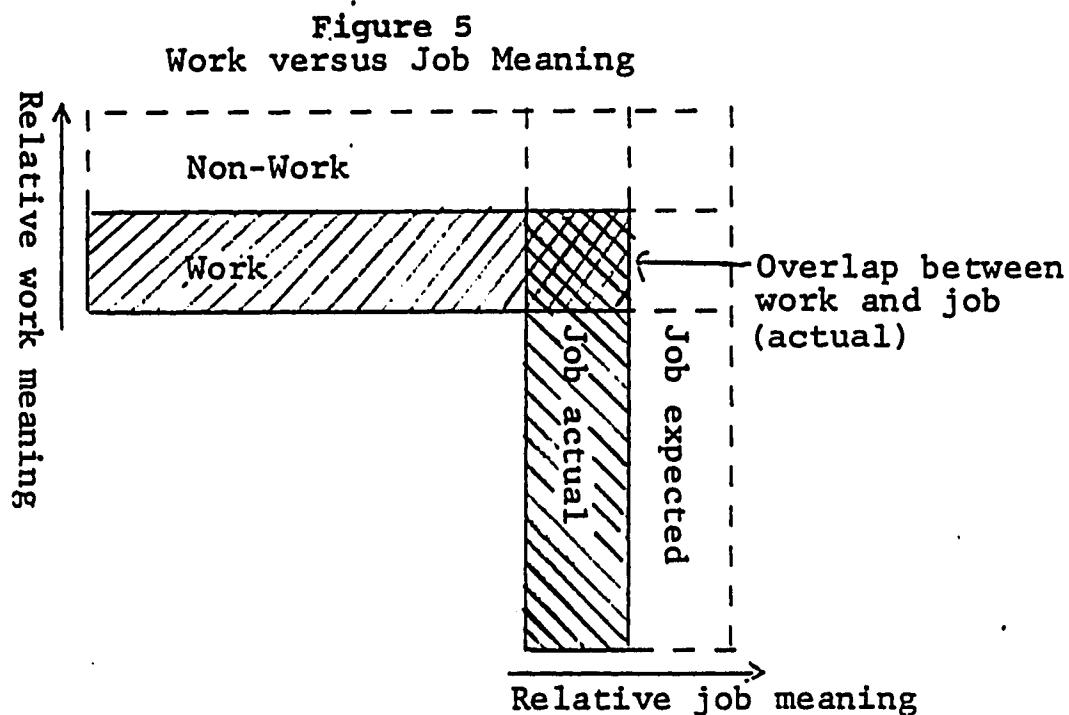 Figure 5
Work versus Job Meaning
Relative work meaning
Non-Work
Work
Overlap between
work and job
(actual)
Job actual
Job expected
Relative job meaning